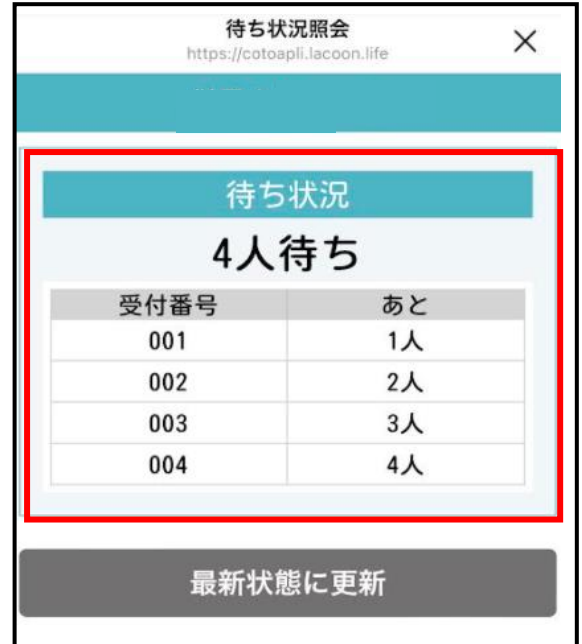 待ち状況照会
https://cotoapli.lacoon.life
待ち状況
4人待ち
受付番号 あと
001 1人
002 2人
003 3人
004 4人
最新状態に更新